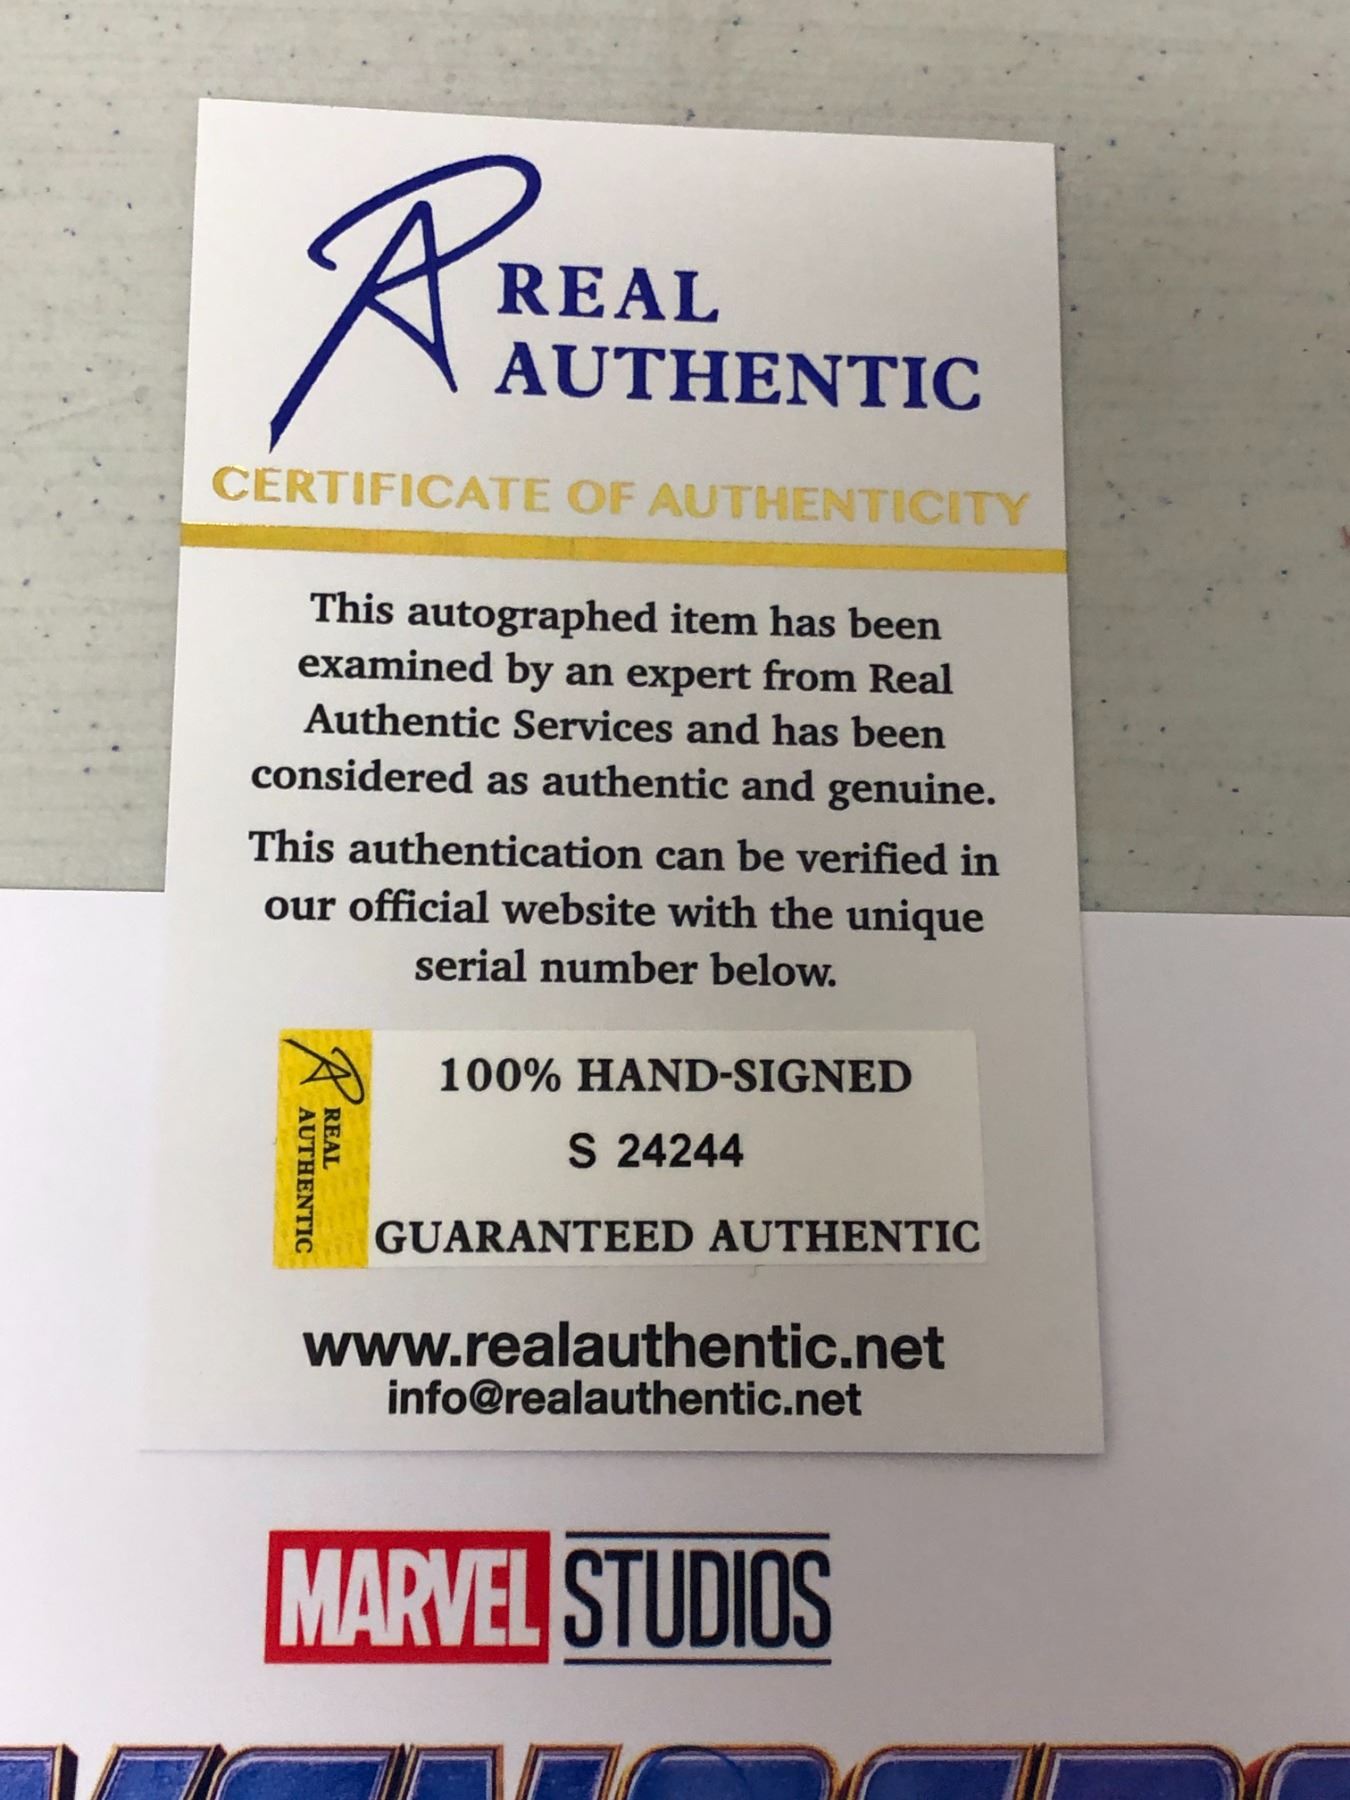 REAL
AUTHENTIC
CERTIFICATE OF AUTHENTICITY
This autographed item has been
examined by an expert from Real
Authentic Services and has been
considered as authentic and genuine.
This authentication can be verified in
our official website with the unique
serial number below.
REAL
AUTHENTIC
100% HAND-SIGNED
S 24244
GUARANTEED AUTHENTIC
www.realauthentic.net
info@realauthentic.net
MARVEL STUDIOS